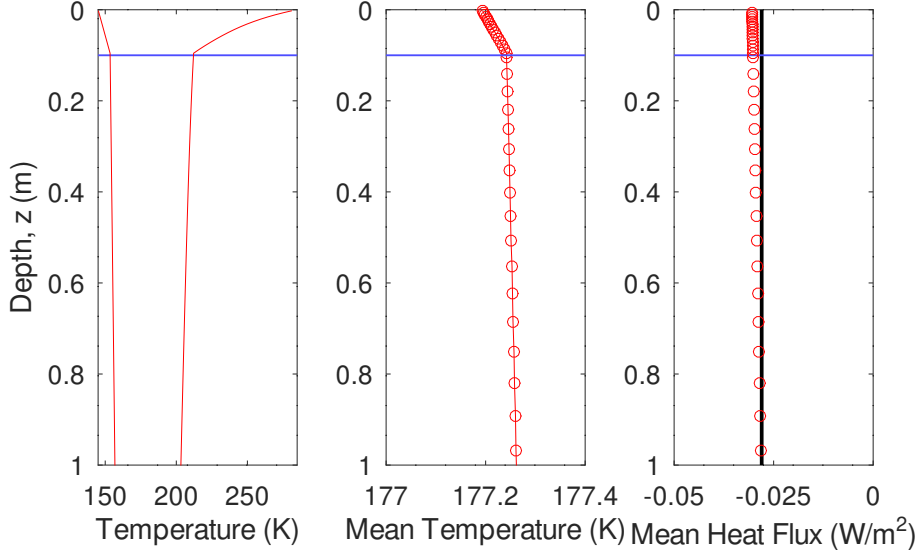 Depth, z (m)
0
0.2
0.4
0.6
0.8
1
150 200 250
Temperature (K)
0
0.2
0.4
0.6
0.8
1
177 177.2 177.4
Mean Temperature (K)
0
0.2
0.4
0.6
0.8
1
-0.05 -0.025 0
Mean Heat Flux (W/m²)